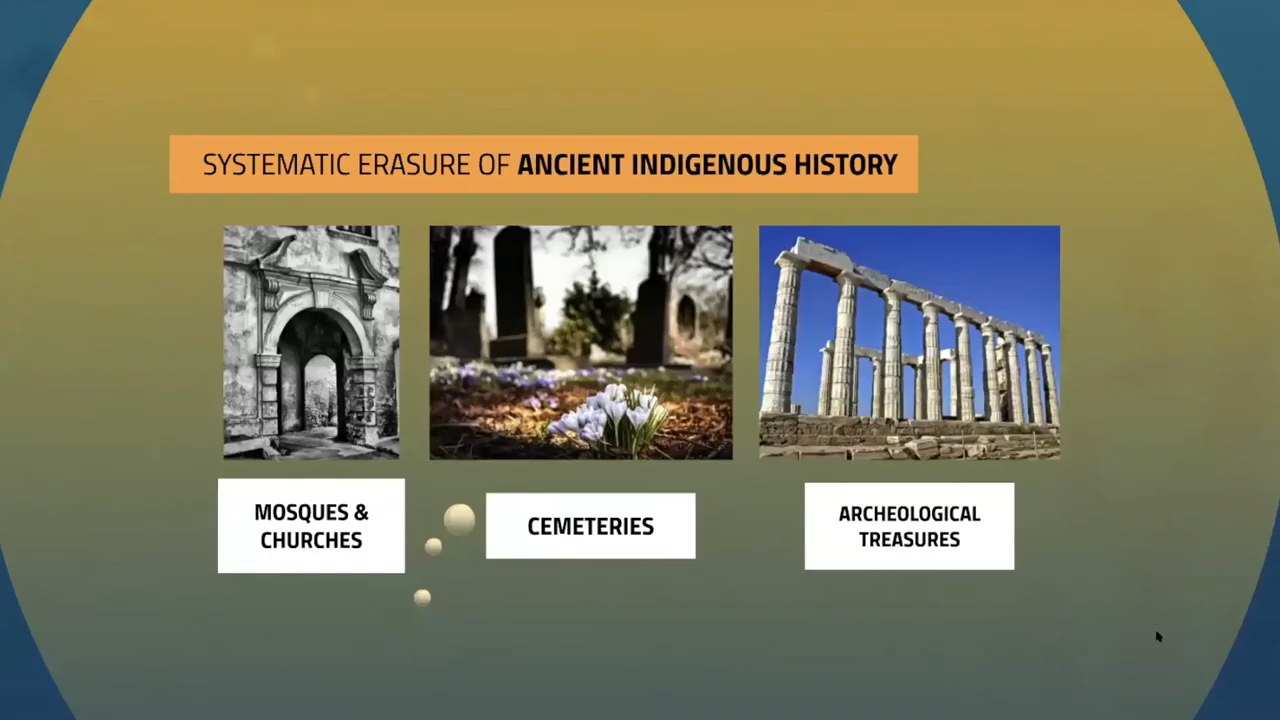 SYSTEMATIC ERASURE OF ANCIENT INDIGENOUS HISTORY
MOSQUES &
CHURCHES
CEMETERIES
ARCHEOLOGICAL
TREASURES